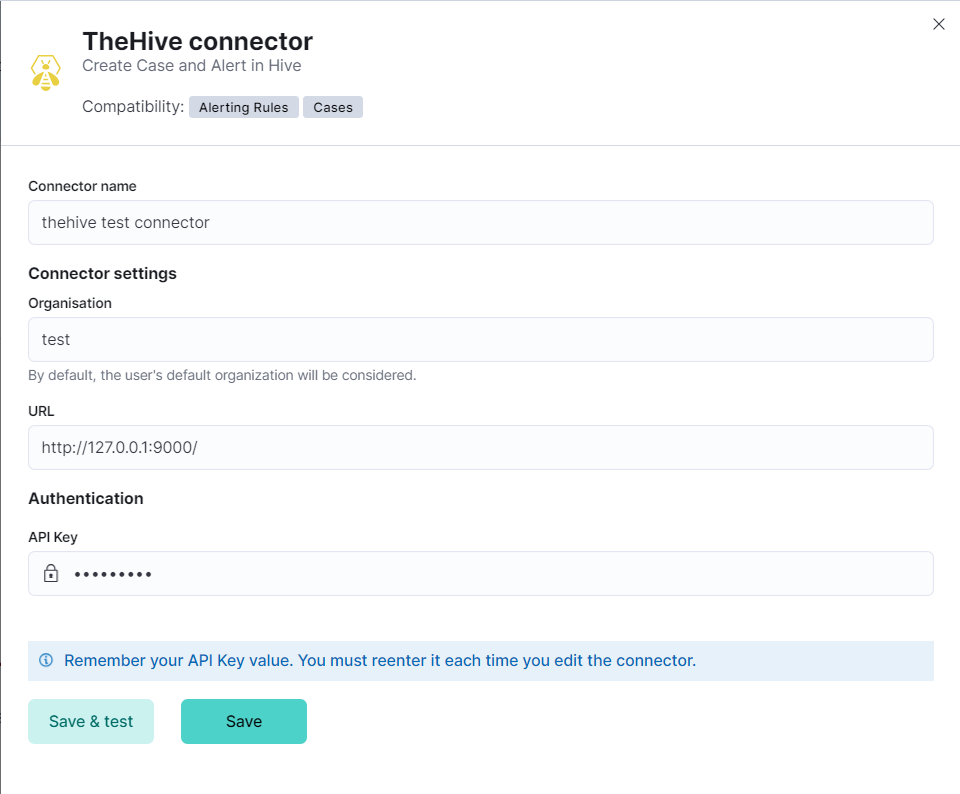 TheHive connector
Create Case and Alert in Hive
Compatibility: Alerting Rules Cases
Connector name
thehive test connector
Connector settings
Organisation
test
By default, the user's default organization will be considered.
URL
http://127.0.0.1:9000/
Authentication
API Key
•••••••••
Remember your API Key value. You must reenter it each time you edit the connector.
Save & test Save